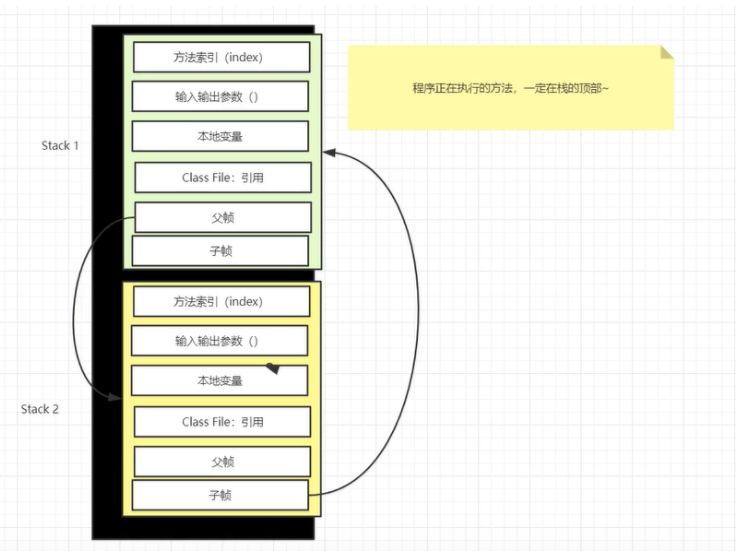 方法索引（index）
输入输出参数（）
程序正在执行的方法，一定在栈的顶部~
本地变量
Stack 1
Class File：引用
父帧
子帧
方法索引（index）
输入输出参数（）
本地变量
Stack 2
Class File：引用
父帧
子帧